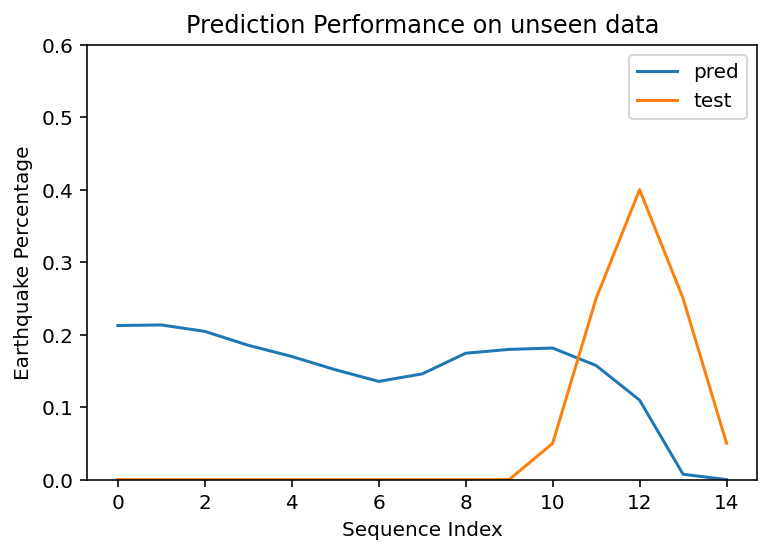 Prediction Performance on unseen data
pred
test
Earthquake Percentage
0.6
0.5
0.4
0.3
0.2
0.1
0.0
0 2 4 6 8 10 12 14
Sequence Index